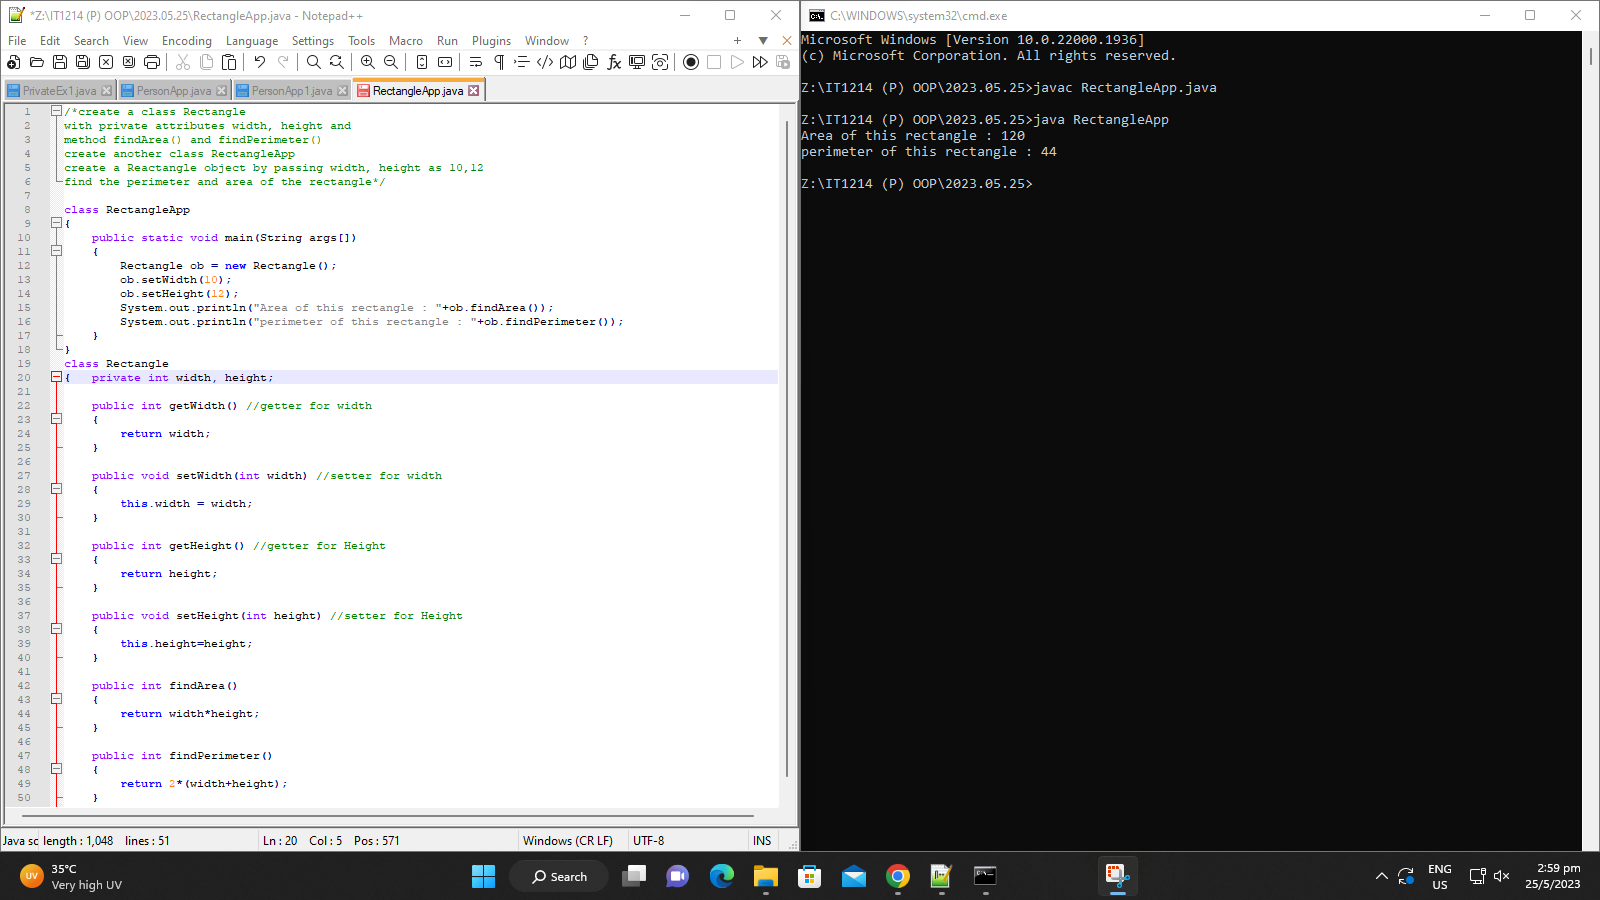 *Z:\IT1214 (P) OOP\2023.05.25\RectangleApp.java - Notepad++
File Edit Search View Encoding Language Settings Tools Macro Run Plugins Window ?
PrivateEx1.java PersonApp.java PersonApp1.java RectangleApp.java
1 /*create a class Rectangle
2 with private attributes width, height and
3 method findArea() and findPerimeter()
4 create another class RectangleApp
5 create a Reactangle object by passing width, height as 10,12
6 find the perimeter and area of the rectangle*/
7
8 class RectangleApp
9 {
10 public static void main(String args[])
11 {
12 Rectangle ob = new Rectangle();
13 ob.setWidth(10);
14 ob.setHeight(12);
15 System.out.println("Area of this rectangle : "+ob.findArea());
16 System.out.println("perimeter of this rectangle : "+ob.findPerimeter());
17 }
18 }
19 class Rectangle
20 { private int width, height;
21
22 public int getWidth() //getter for width
23 {
24 return width;
25 }
26
27 public void setWidth(int width) //setter for width
28 {
29 this.width = width;
30 }
31
32 public int getHeight() //getter for Height
33 {
34 return height;
35 }
36
37 public void setHeight(int height) //setter for Height
38 {
39 this.height=height;
40 }
41
42 public int findArea()
43 {
44 return width*height;
45 }
46
47 public int findPerimeter()
48 {
49 return 2*(width+height);
50 }
Java sc length : 1,048 lines : 51 Ln : 20 Col : 5 Pos : 571 Windows (CR LF) UTF-8 INS
C:\WINDOWS\system32\cmd.exe
Microsoft Windows [Version 10.0.22000.1936]
(c) Microsoft Corporation. All rights reserved.
Z:\IT1214 (P) OOP\2023.05.25>javac RectangleApp.java
Z:\IT1214 (P) OOP\2023.05.25>java RectangleApp
Area of this rectangle : 120
perimeter of this rectangle : 44
Z:\IT1214 (P) OOP\2023.05.25>
UV
35°C
Very high UV
Search
ENG
US
2:59 pm
25/5/2023